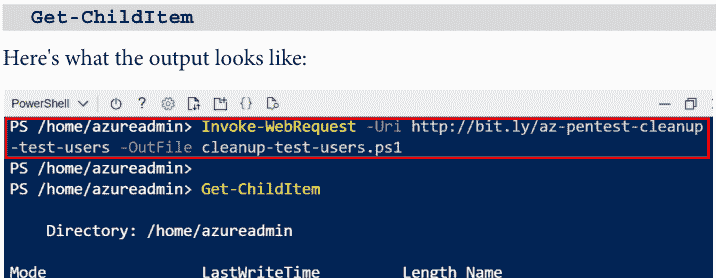 Get-ChildItem
Here's what the output looks like:
PowerShell
PS /home/azureadmin> Invoke-WebRequest -Uri http://bit.ly/az-pentest-cleanup
-test-users -OutFile cleanup-test-users.ps1
PS /home/azureadmin>
PS /home/azureadmin> Get-ChildItem
Directory: /home/azureadmin
Mode LastWriteTime Length Name